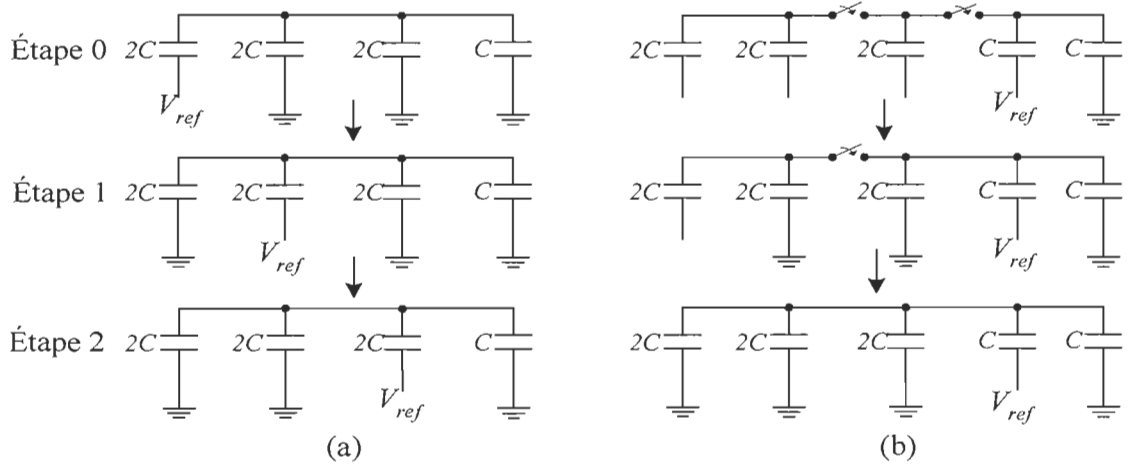 Étape 0 2C 2C 2C C 2C 2C 2C C C
V_ref V_ref
Étape 1 2C 2C 2C C 2C 2C 2C C C
V_ref V_ref
Étape 2 2C 2C 2C C 2C 2C 2C C C
V_ref V_ref
(a) (b)